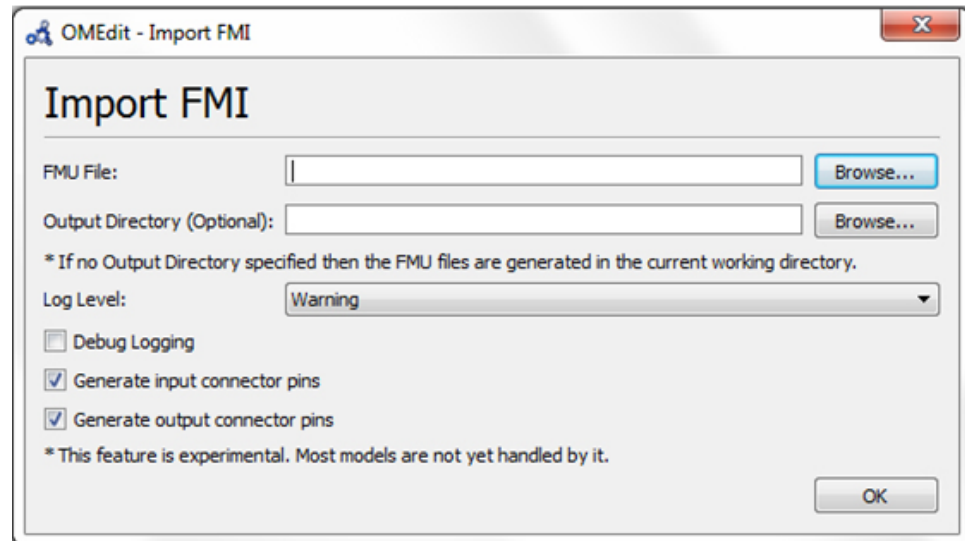 OMEdit - Import FMI
Import FMI
FMU File:
Browse...
Output Directory (Optional):
Browse...
* If no Output Directory specified then the FMU files are generated in the current working directory.
Log Level:
Warning
Debug Logging
Generate input connector pins
Generate output connector pins
* This feature is experimental. Most models are not yet handled by it.
OK